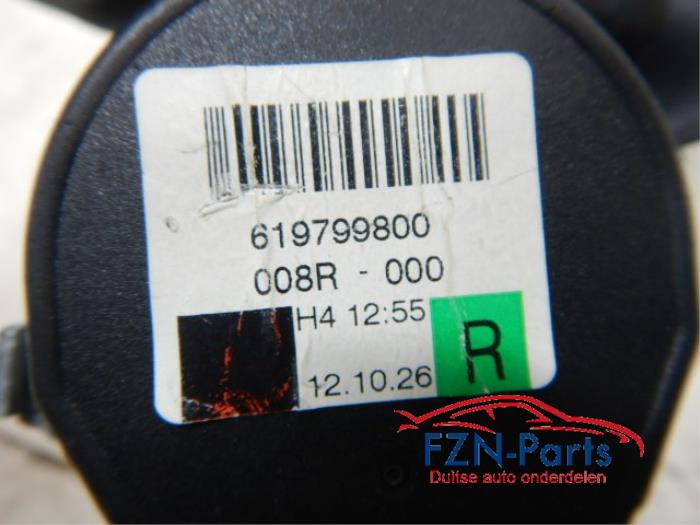 619799800
008R - 000
H4 12:55
R
12.10.26
FZN-Parts
Duitse auto onderdelen